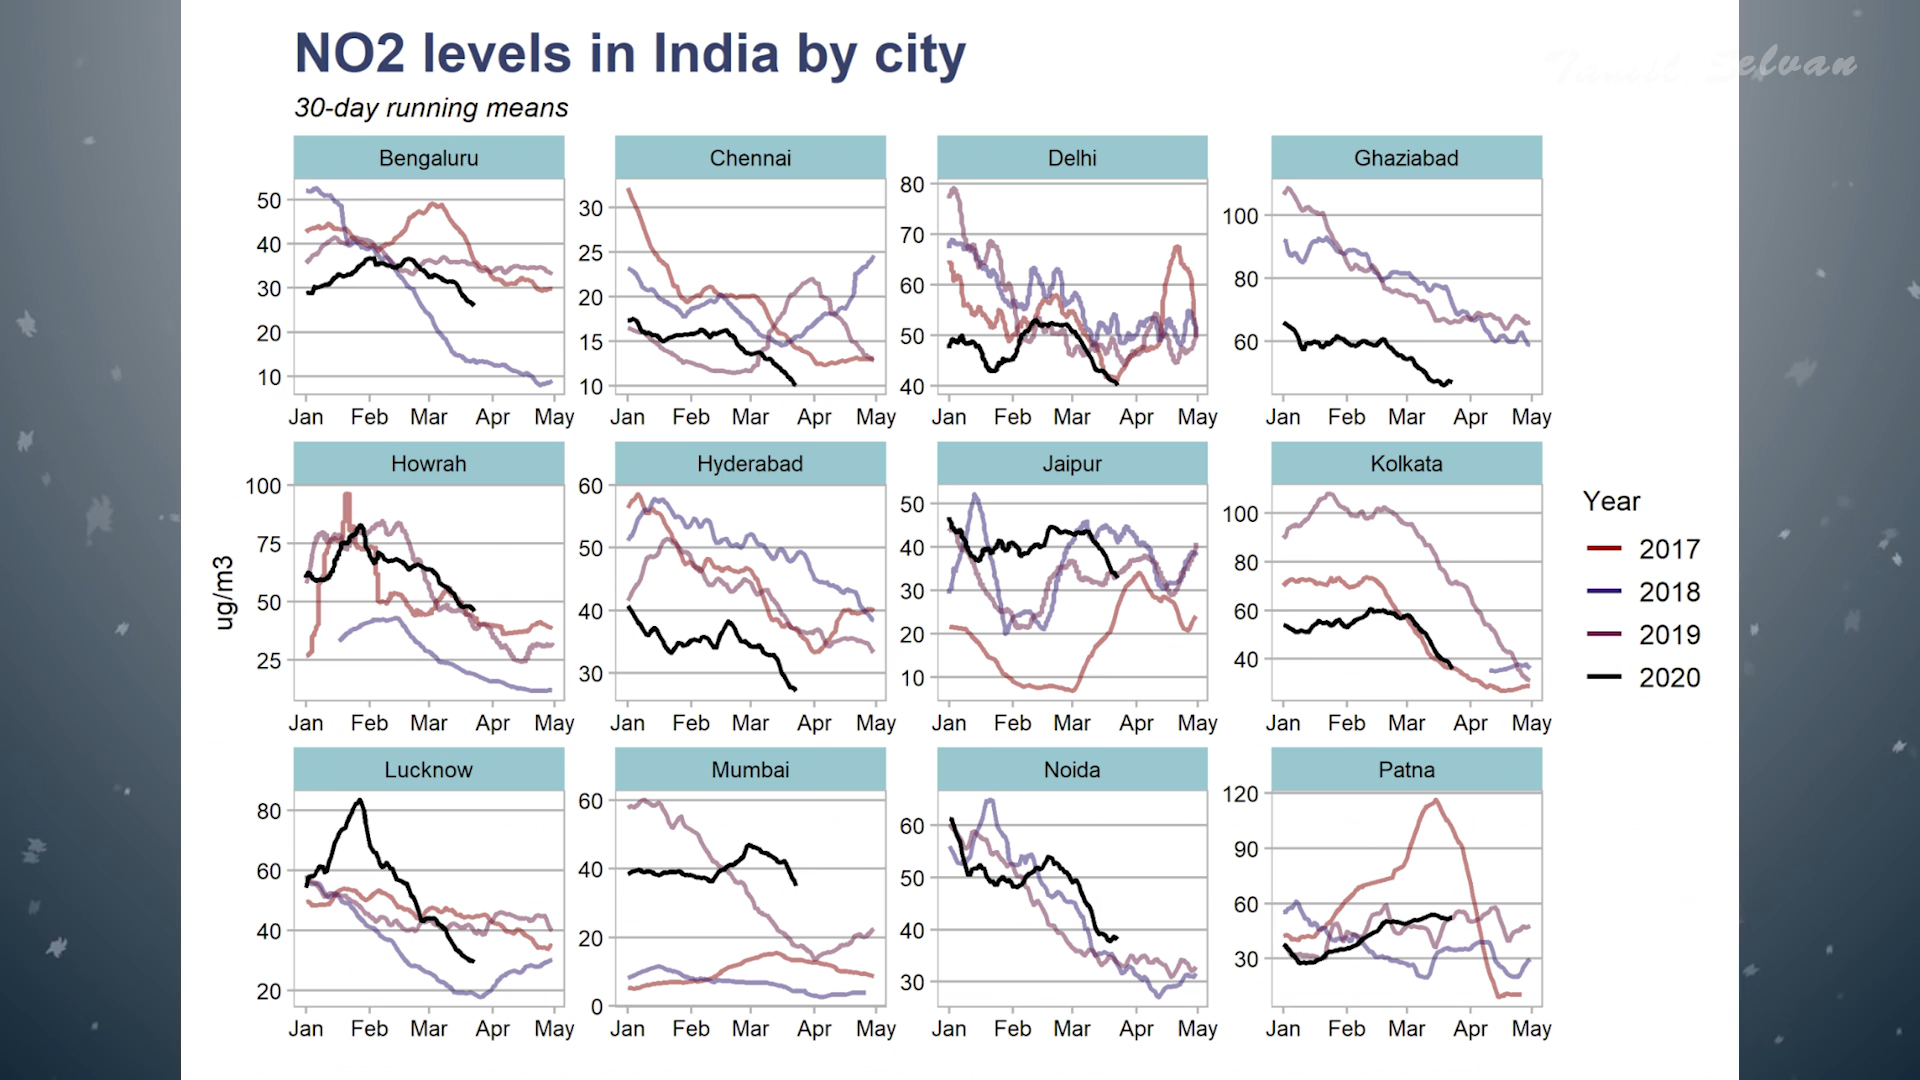 Tamil Selvan
NO2 levels in India by city
30-day running means
Bengaluru
Chennai
Delhi
Ghaziabad
50
40
30
20
10
30
25
20
15
10
80
70
60
50
40
100
80
60
Jan Feb Mar Apr May
Jan Feb Mar Apr May
Jan Feb Mar Apr May
Jan Feb Mar Apr May
Howrah
Hyderabad
Jaipur
Kolkata
ug/m3
100
75
50
25
60
50
40
30
50
40
30
20
10
100
80
60
40
Jan Feb Mar Apr May
Jan Feb Mar Apr May
Jan Feb Mar Apr May
Jan Feb Mar Apr May
Year
2017
2018
2019
2020
Lucknow
Mumbai
Noida
Patna
80
60
40
20
60
40
20
0
60
50
40
30
120
90
60
30
Jan Feb Mar Apr May
Jan Feb Mar Apr May
Jan Feb Mar Apr May
Jan Feb Mar Apr May